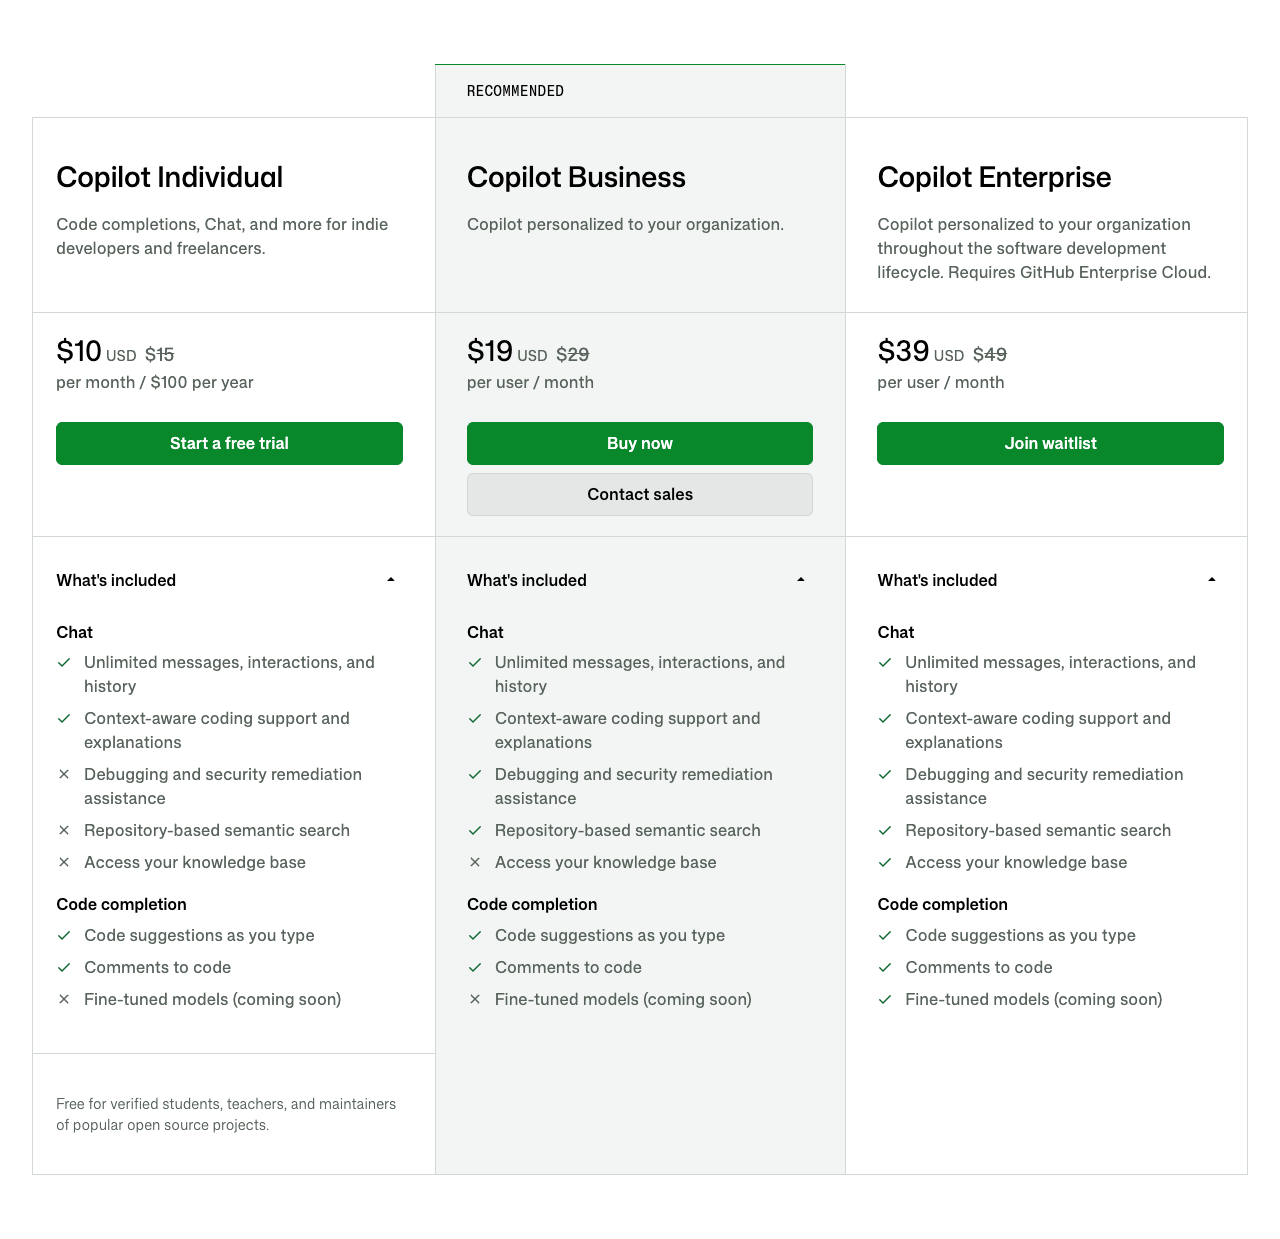 RECOMMENDED
Copilot Individual
Code completions, Chat, and more for indie
developers and freelancers.
$10 USD $15
per month / $100 per year
Start a free trial
What's included
Chat
Unlimited messages, interactions, and
history
Context-aware coding support and
explanations
Debugging and security remediation
assistance
Repository-based semantic search
Access your knowledge base
Code completion
Code suggestions as you type
Comments to code
Fine-tuned models (coming soon)
Free for verified students, teachers, and maintainers
of popular open source projects.
Copilot Business
Copilot personalized to your organization.
$19 USD $29
per user / month
Buy now
Contact sales
What's included
Chat
Unlimited messages, interactions, and
history
Context-aware coding support and
explanations
Debugging and security remediation
assistance
Repository-based semantic search
Access your knowledge base
Code completion
Code suggestions as you type
Comments to code
Fine-tuned models (coming soon)
Copilot Enterprise
Copilot personalized to your organization
throughout the software development
lifecycle. Requires GitHub Enterprise Cloud.
$39 USD $49
per user / month
Join waitlist
What's included
Chat
Unlimited messages, interactions, and
history
Context-aware coding support and
explanations
Debugging and security remediation
assistance
Repository-based semantic search
Access your knowledge base
Code completion
Code suggestions as you type
Comments to code
Fine-tuned models (coming soon)